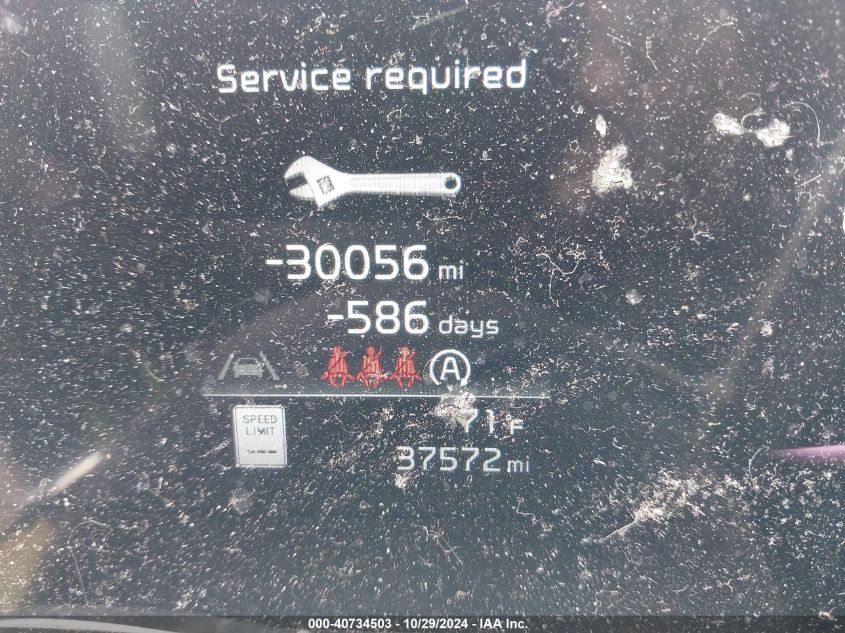 Service required
-30056 mi
-586 days
A
SPEED
LIMIT
---
71°F
37572 mi
000-40734503 - 10/29/2024 - IAA Inc.